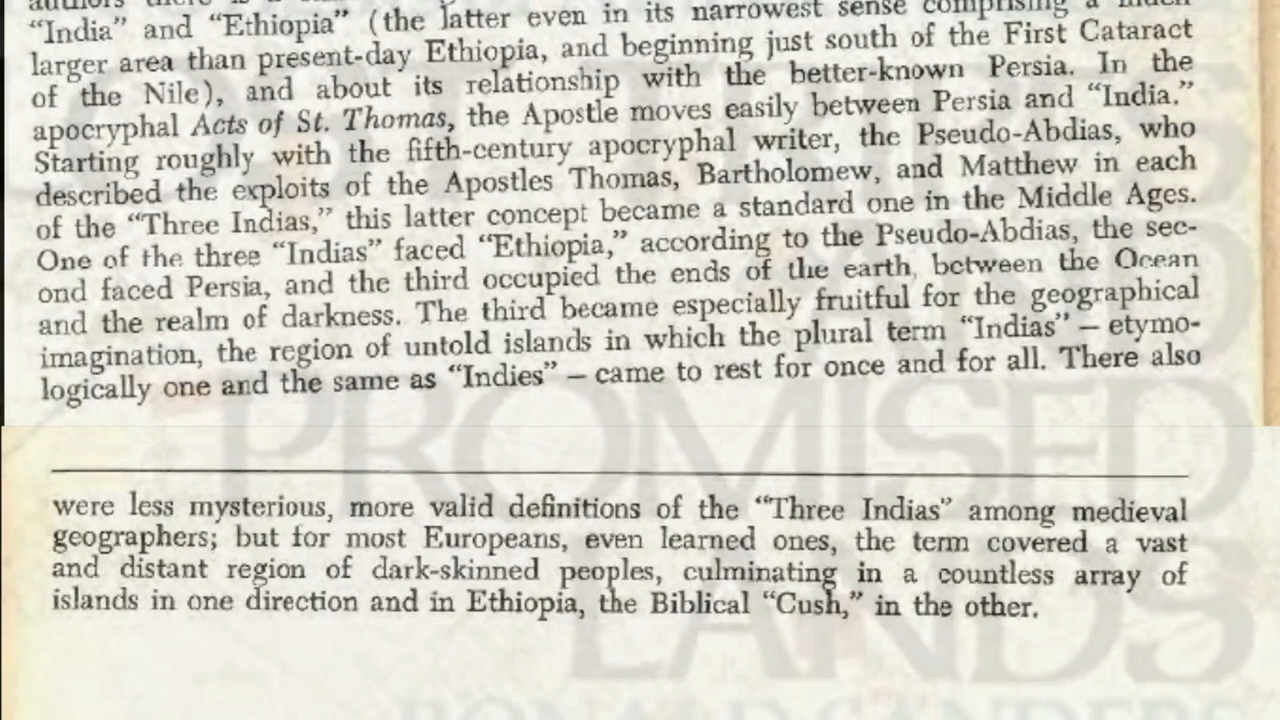 authors there is a
"India" and "Ethiopia" (the latter even in its narrowest sense comprising a much
larger area than present-day Ethiopia, and beginning just south of the First Cataract
of the Nile), and about its relationship with the better-known Persia. In the
apocryphal Acts of St. Thomas, the Apostle moves easily between Persia and "India."
Starting roughly with the fifth-century apocryphal writer, the Pseudo-Abdias, who
described the exploits of the Apostles Thomas, Bartholomew, and Matthew in each
of the "Three Indias," this latter concept became a standard one in the Middle Ages.
One of the three "Indias" faced "Ethiopia," according to the Pseudo-Abdias, the sec-
ond faced Persia, and the third occupied the ends of the earth, between the Ocean
and the realm of darkness. The third became especially fruitful for the geographical
imagination, the region of untold islands in which the plural term "Indias" – etymo-
logically one and the same as "Indies" – came to rest for once and for all. There also
were less mysterious, more valid definitions of the "Three Indias" among medieval
geographers; but for most Europeans, even learned ones, the term covered a vast
and distant region of dark-skinned peoples, culminating in a countless array of
islands in one direction and in Ethiopia, the Biblical "Cush," in the other.
PROMISED
LANDS
RONALD SANDERS